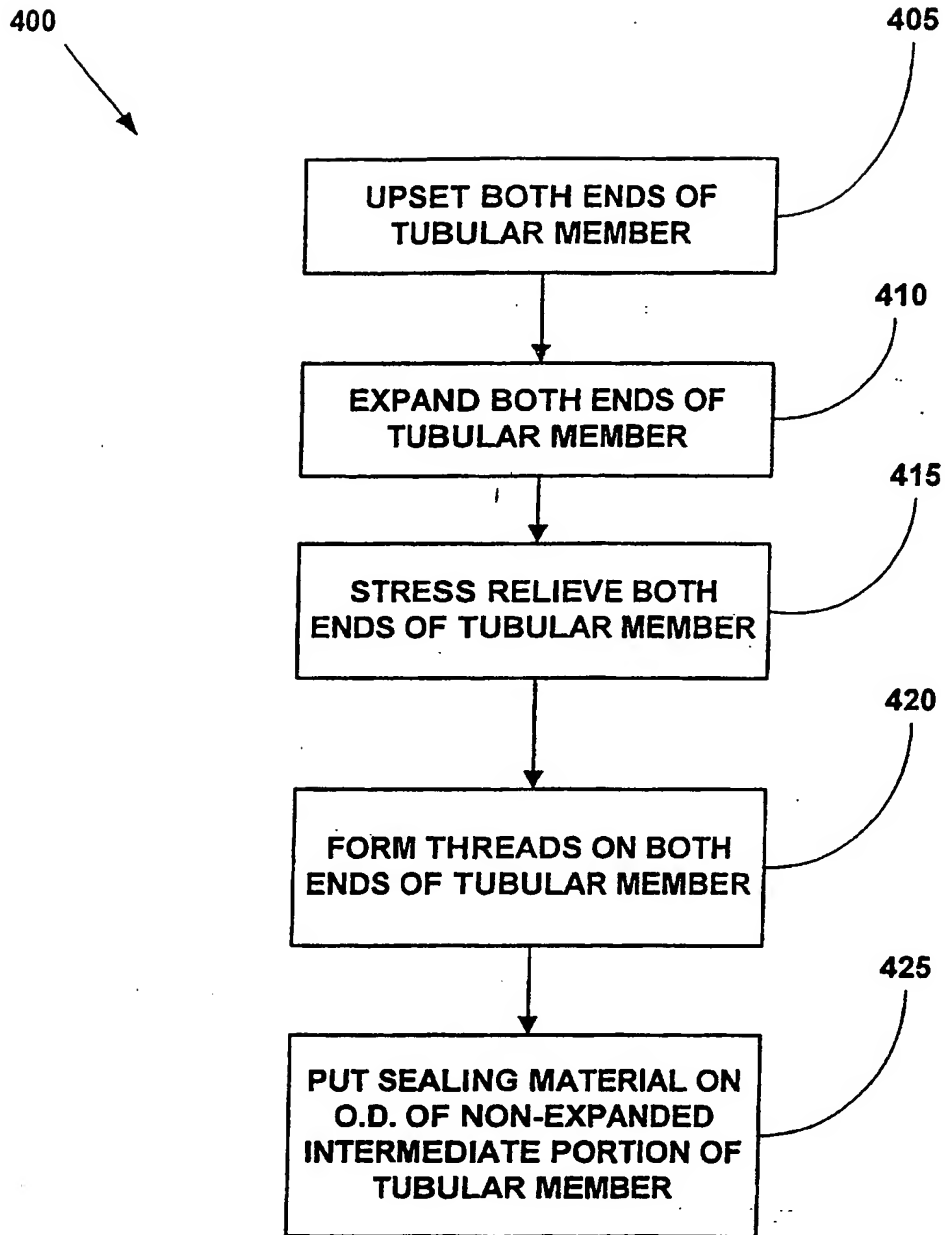 400
405
UPSET BOTH ENDS OF
TUBULAR MEMBER
410
EXPAND BOTH ENDS OF
TUBULAR MEMBER
415
STRESS RELIEVE BOTH
ENDS OF TUBULAR MEMBER
420
FORM THREADS ON BOTH
ENDS OF TUBULAR MEMBER
425
PUT SEALING MATERIAL ON
O.D. OF NON-EXPANDED
INTERMEDIATE PORTION OF
TUBULAR MEMBER